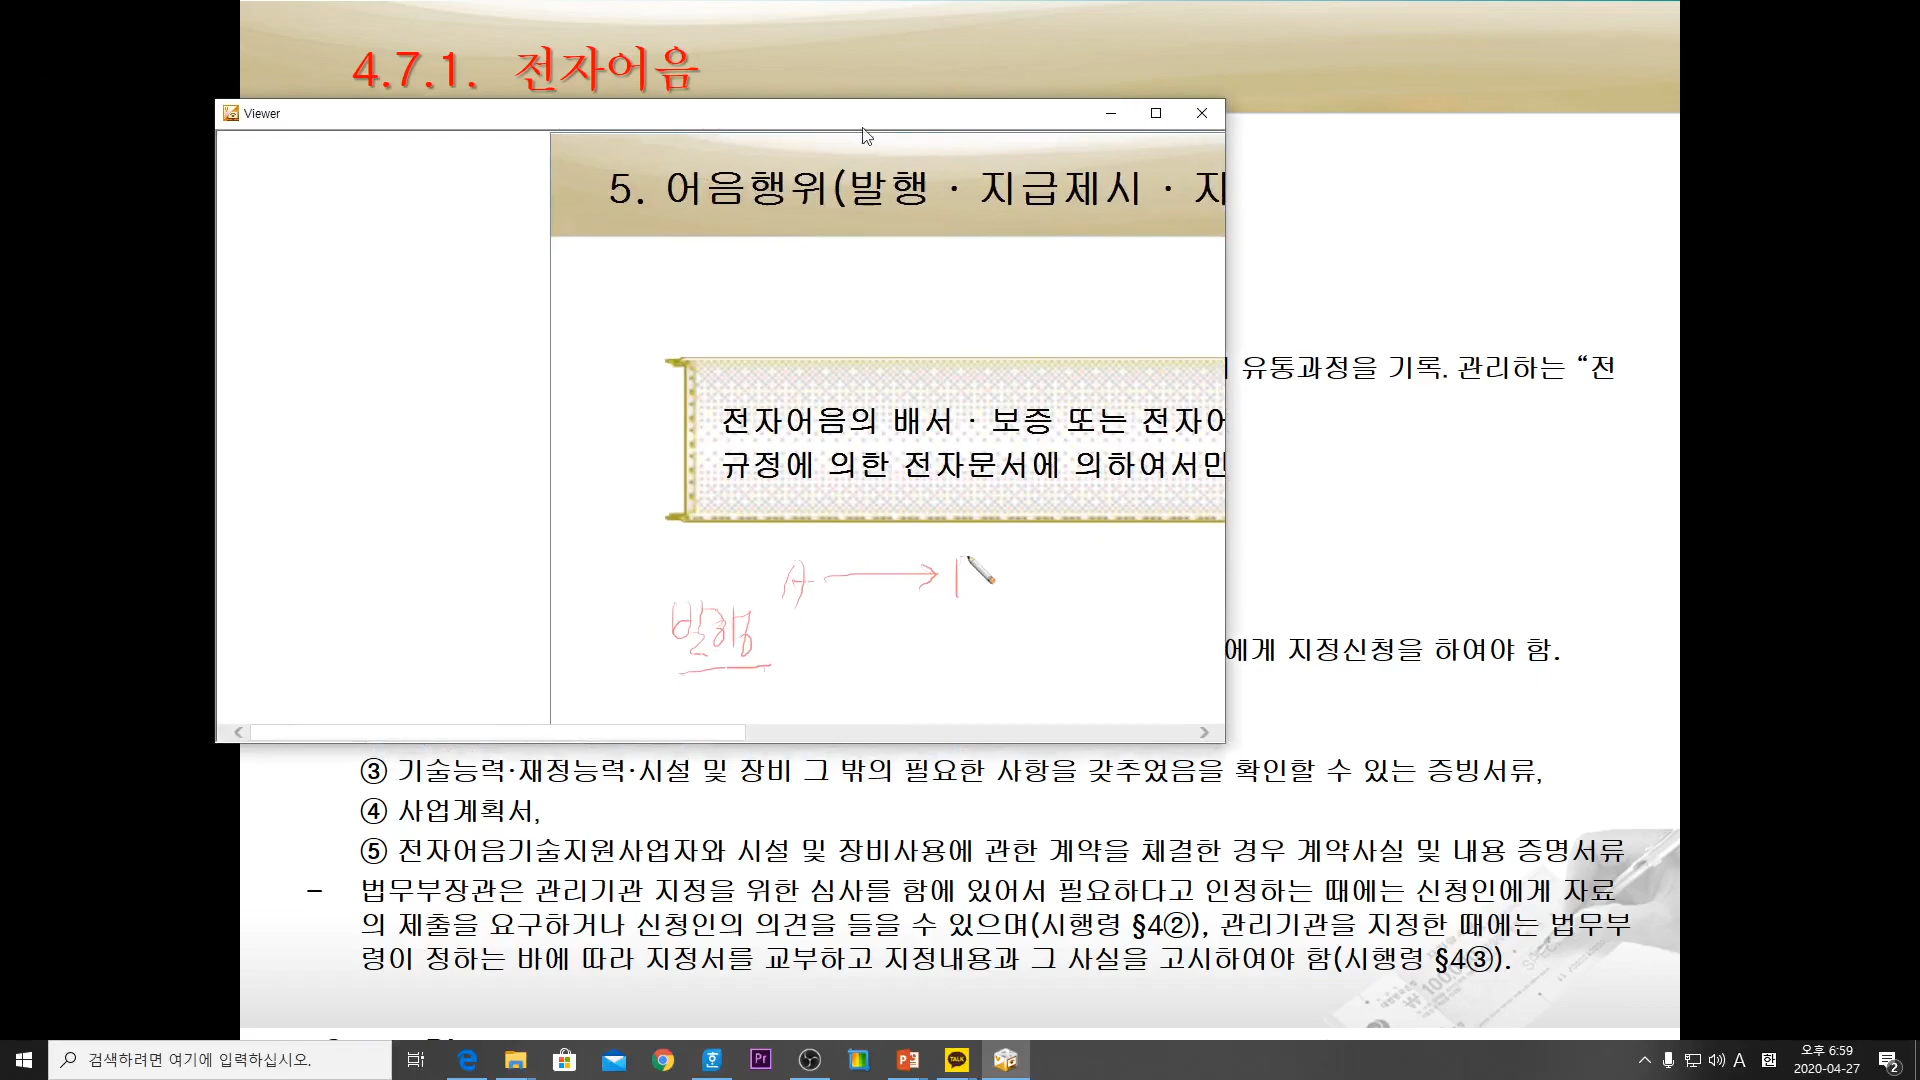 4.7.1. 전자어음
Viewer
5. 어음행위(발행 · 지급제시 · 지
유통과정을 기록. 관리하는 “전
전자어음의 배서 · 보증 또는 전자어
규정에 의한 전자문서에 의하여서만
A
발행
에게 지정신청을 하여야 함.
③ 기술능력·재정능력·시설 및 장비 그 밖의 필요한 사항을 갖추었음을 확인할 수 있는 증빙서류,
④ 사업계획서,
⑤ 전자어음기술지원사업자와 시설 및 장비사용에 관한 계약을 체결한 경우 계약사실 및 내용 증명서류
– 법무부장관은 관리기관 지정을 위한 심사를 함에 있어서 필요하다고 인정하는 때에는 신청인에게 자료
의 제출을 요구하거나 신청인의 의견을 들을 수 있으며(시행령 §4②), 관리기관을 지정한 때에는 법무부
령이 정하는 바에 따라 지정서를 교부하고 지정내용과 그 사실을 고시하여야 함(시행령 §4③).
검색하려면 여기에 입력하십시오.
Pr
TALK
A
한
오후 6:59
2020-04-27
2